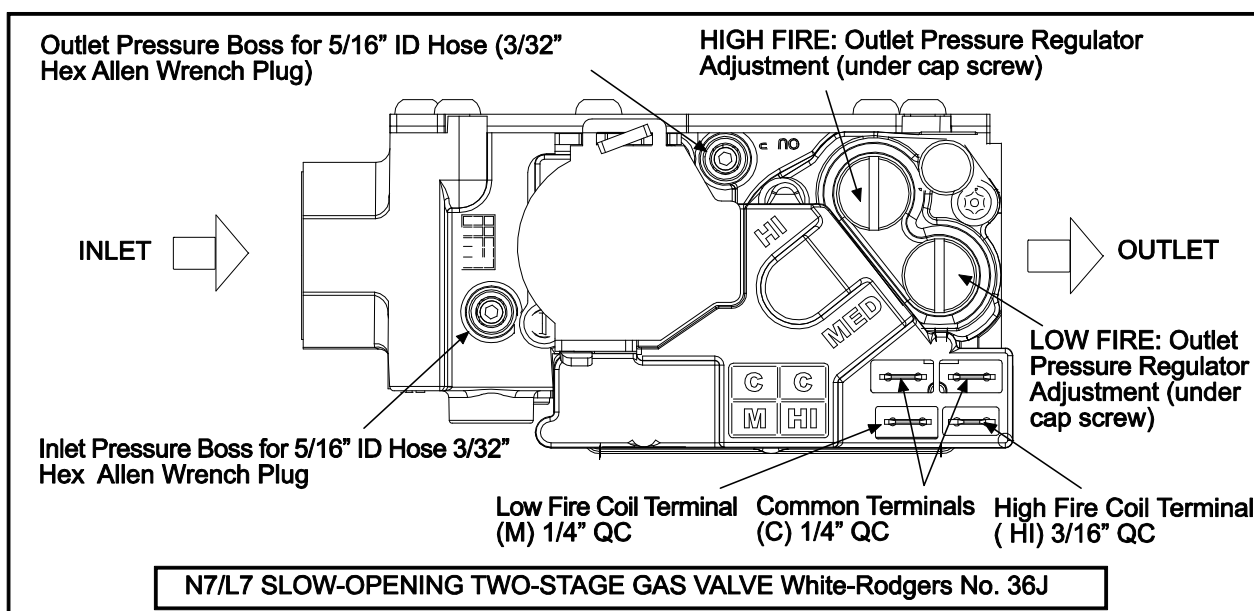 Outlet Pressure Boss for 5/16” ID Hose (3/32”
Hex Allen Wrench Plug)
HIGH FIRE: Outlet Pressure Regulator
Adjustment (under cap screw)
INLET
OUTLET
HI
MED
C C
M HI
LOW FIRE: Outlet
Pressure Regulator
Adjustment (under
cap screw)
Inlet Pressure Boss for 5/16” ID Hose 3/32”
Hex Allen Wrench Plug
Low Fire Coil Terminal
(M) 1/4” QC
Common Terminals
(C) 1/4” QC
High Fire Coil Terminal
( HI) 3/16” QC
N7/L7 SLOW-OPENING TWO-STAGE GAS VALVE White-Rodgers No. 36J